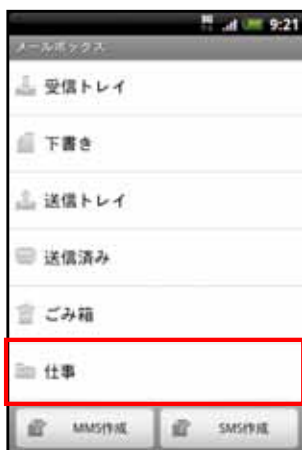 9:21
メールボックス
受信トレイ
下書き
送信トレイ
送信済み
ごみ箱
仕事
MMS作成 SMS作成